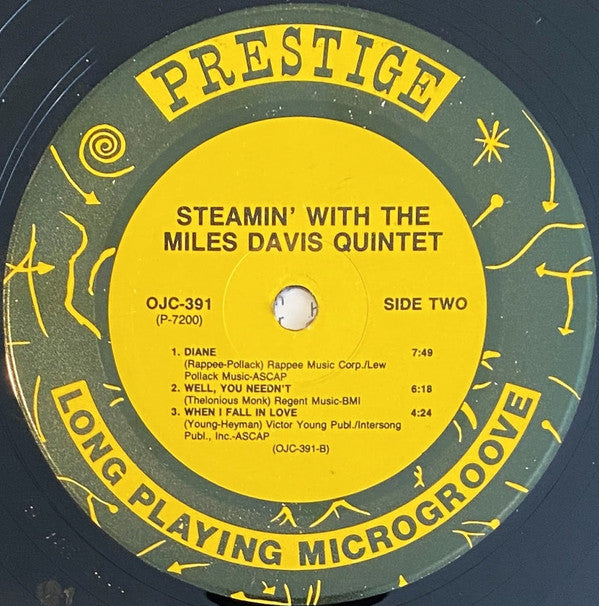 PRESTIGE
STEAMIN' WITH THE
MILES DAVIS QUINTET
OJC-391
(P-7200)
SIDE TWO
1. DIANE 7:49
(Rappee-Pollack) Rappee Music Corp./Lew
Pollack Music-ASCAP
2. WELL, YOU NEEDN'T 6:18
(Thelonious Monk) Regent Music-BMI
3. WHEN I FALL IN LOVE 4:24
(Young-Heyman) Victor Young Publ./Intersong
Publ., Inc.-ASCAP
(OJC-391-B)
LONG PLAYING MICROGROOVE